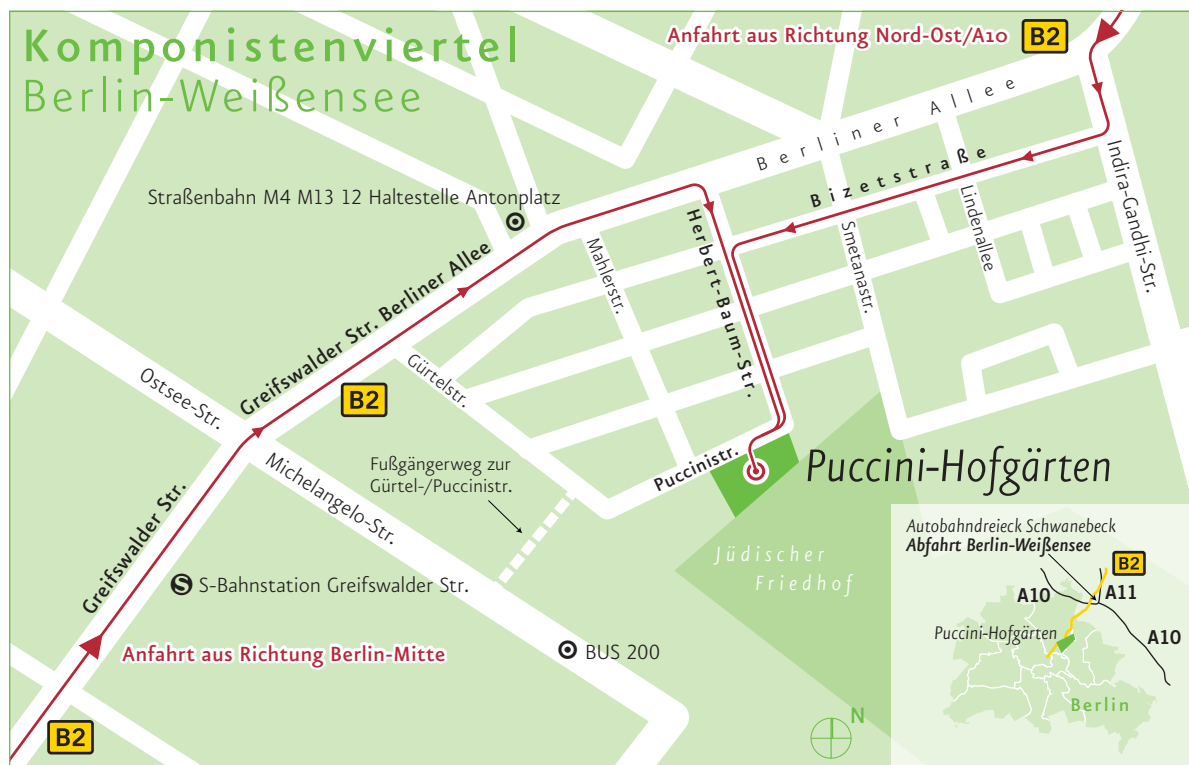 Komponistenviertel
Berlin-Weißensee
Anfahrt aus Richtung Nord-Ost/A10
B2
Berliner Allee
Bizetstraße
Indira-Gandhi-Str.
Lindenallee
Smetanastr.
Straßenbahn M4 M13 12 Haltestelle Antonplatz
Herbert-Baum-Str.
Mahlerstr.
Greifswalder Str. Berliner Allee
B2
Gürtelstr.
Ostsee-Str.
Michelangelo-Str.
Fußgängerweg zur
Gürtel-/Puccinistr.
Puccinistr.
Puccini-Hofgärten
Greifswalder Str.
S S-Bahnstation Greifswalder Str.
Jüdischer
Friedhof
Anfahrt aus Richtung Berlin-Mitte
BUS 200
B2
N
Autobahndreieck Schwanebeck
Abfahrt Berlin-Weißensee
B2
A10
A11
A10
Puccini-Hofgärten
Berlin